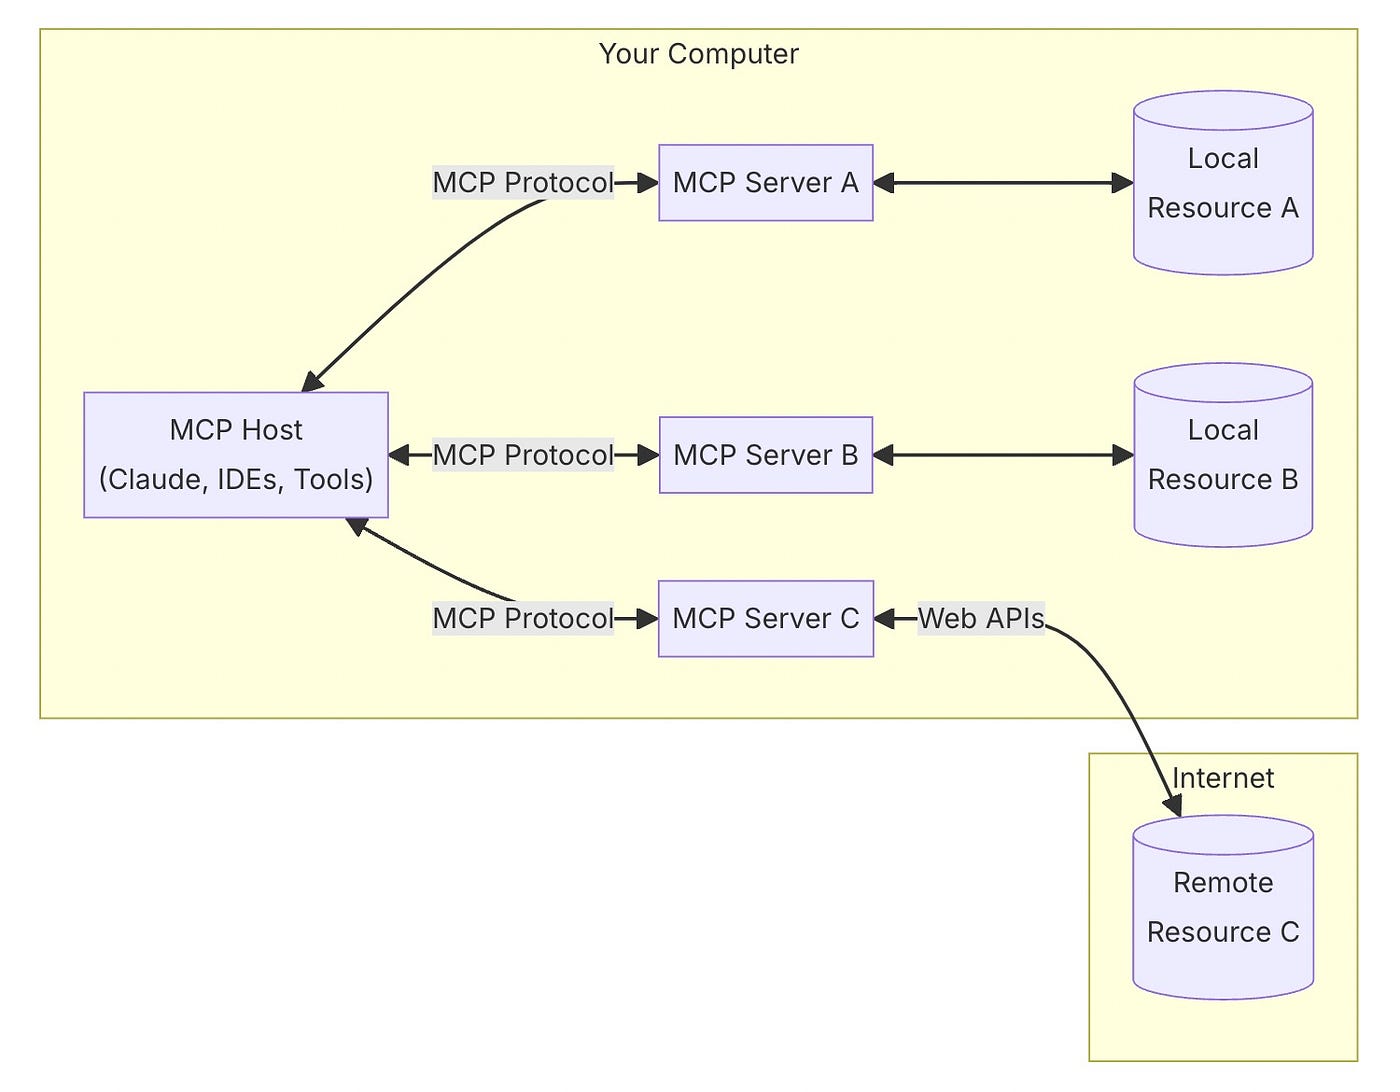 Your Computer
MCP Protocol
MCP Server A
Local
Resource A
MCP Host
(Claude, IDEs, Tools)
MCP Protocol
MCP Server B
Local
Resource B
MCP Protocol
MCP Server C
Web APIs
Internet
Remote
Resource C